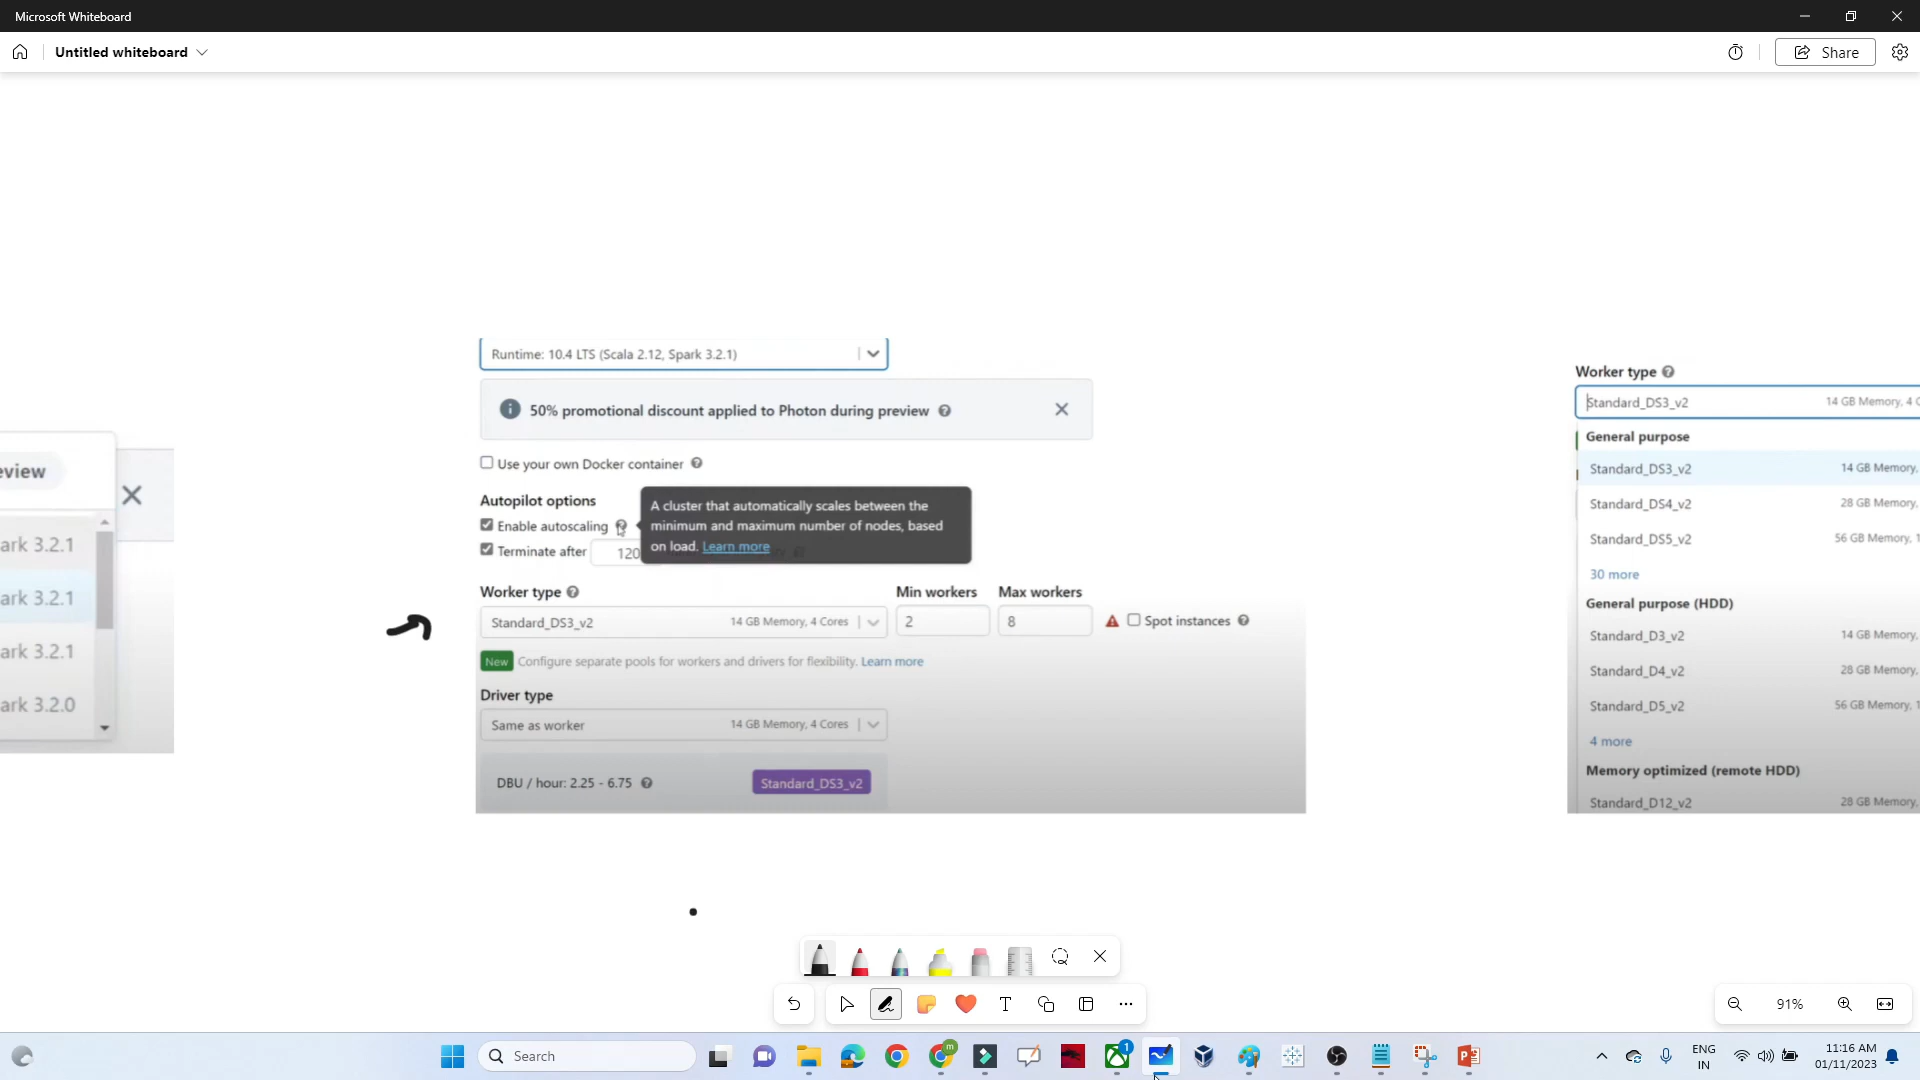 Microsoft Whiteboard
Untitled whiteboard
Share
eview
ark 3.2.1
ark 3.2.1
ark 3.2.1
ark 3.2.0
Runtime: 10.4 LTS (Scala 2.12, Spark 3.2.1)
50% promotional discount applied to Photon during preview
Use your own Docker container
Autopilot options
Enable autoscaling
Terminate after 120
A cluster that automatically scales between the
minimum and maximum number of nodes, based
on load. Learn more
Worker type Min workers Max workers
Standard_DS3_v2 14 GB Memory, 4 Cores 2 8 Spot instances
New Configure separate pools for workers and drivers for flexibility. Learn more
Driver type
Same as worker 14 GB Memory, 4 Cores
DBU / hour: 2.25 - 6.75 Standard_DS3_v2
Worker type
Standard_DS3_v2 14 GB Memory, 4 C
General purpose
Standard_DS3_v2 14 GB Memory,
Standard_DS4_v2 28 GB Memory,
Standard_DS5_v2 56 GB Memory, 1
30 more
General purpose (HDD)
Standard_D3_v2 14 GB Memory,
Standard_D4_v2 28 GB Memory,
Standard_D5_v2 56 GB Memory, 1
4 more
Memory optimized (remote HDD)
Standard_D12_v2 28 GB Memory,
91%
Search
m
1
ENG
IN
11:16 AM
01/11/2023